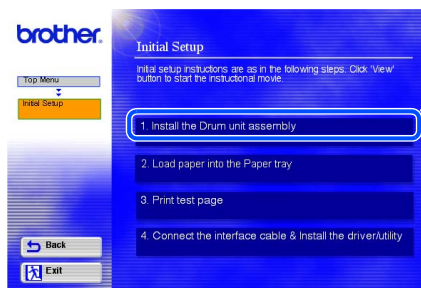 brother.
Initial Setup
Initial setup instructions are as in the following steps. Click 'View'
button to start the instructional movie.
Top Menu
Initial Setup
1. Install the Drum unit assembly
2. Load paper into the Paper tray
3. Print test page
4. Connect the interface cable & Install the driver/utility
Back
Exit